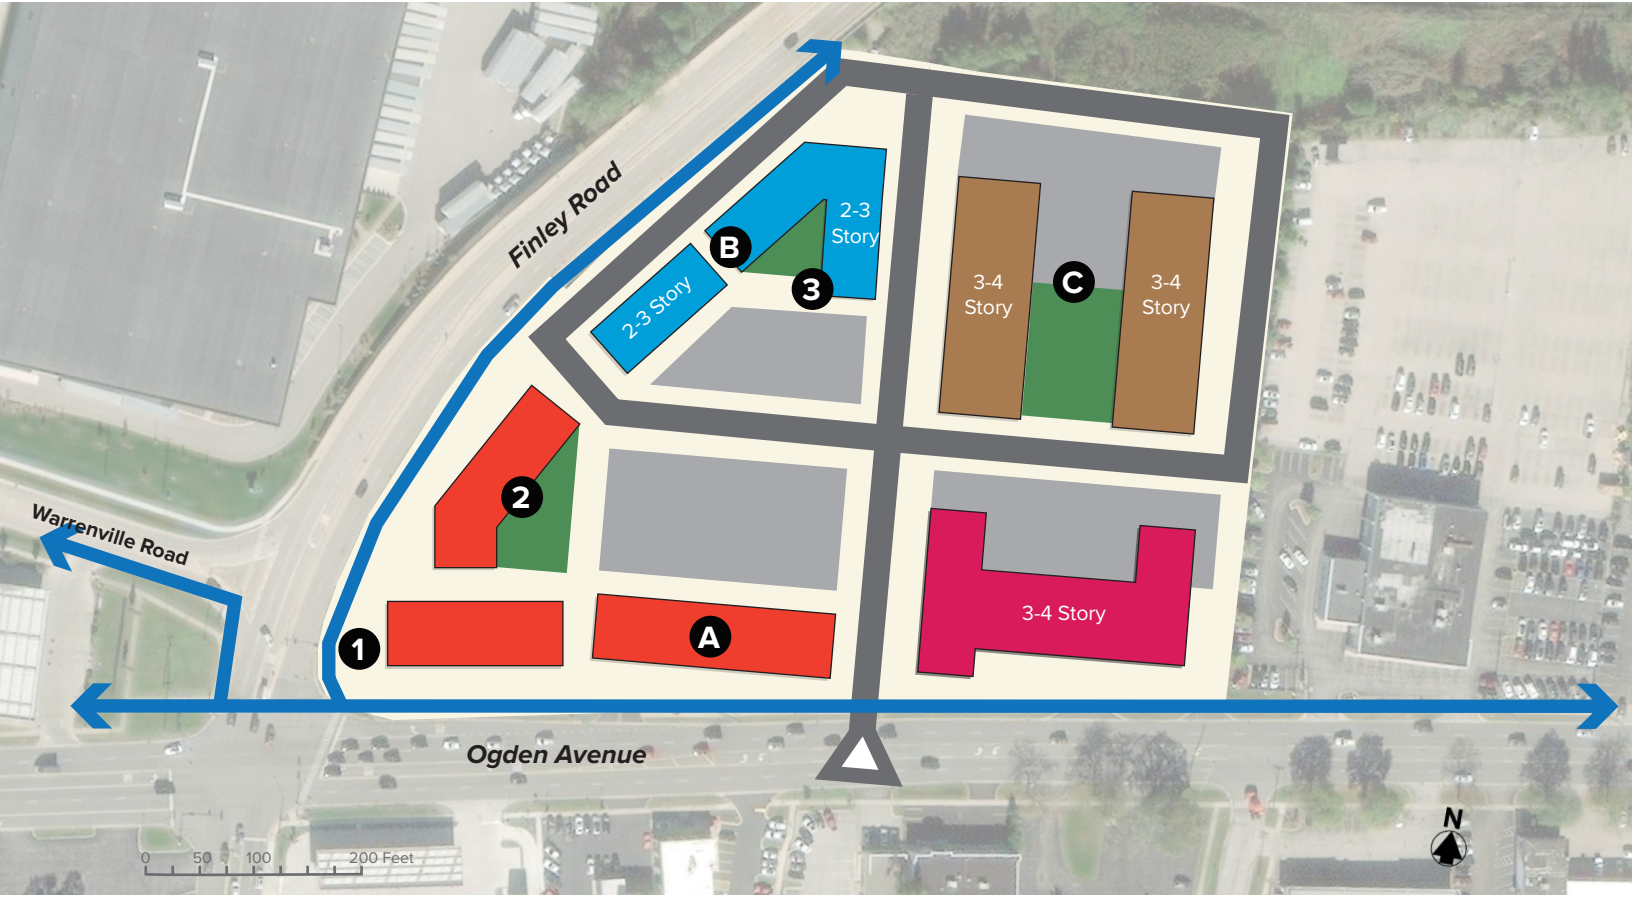 Finley Road
2-3
Story
B
3
2-3 Story
3-4
Story
C
3-4
Story
2
Warrenville Road
1
A
3-4 Story
Ogden Avenue
N
0 50 100 200 Feet